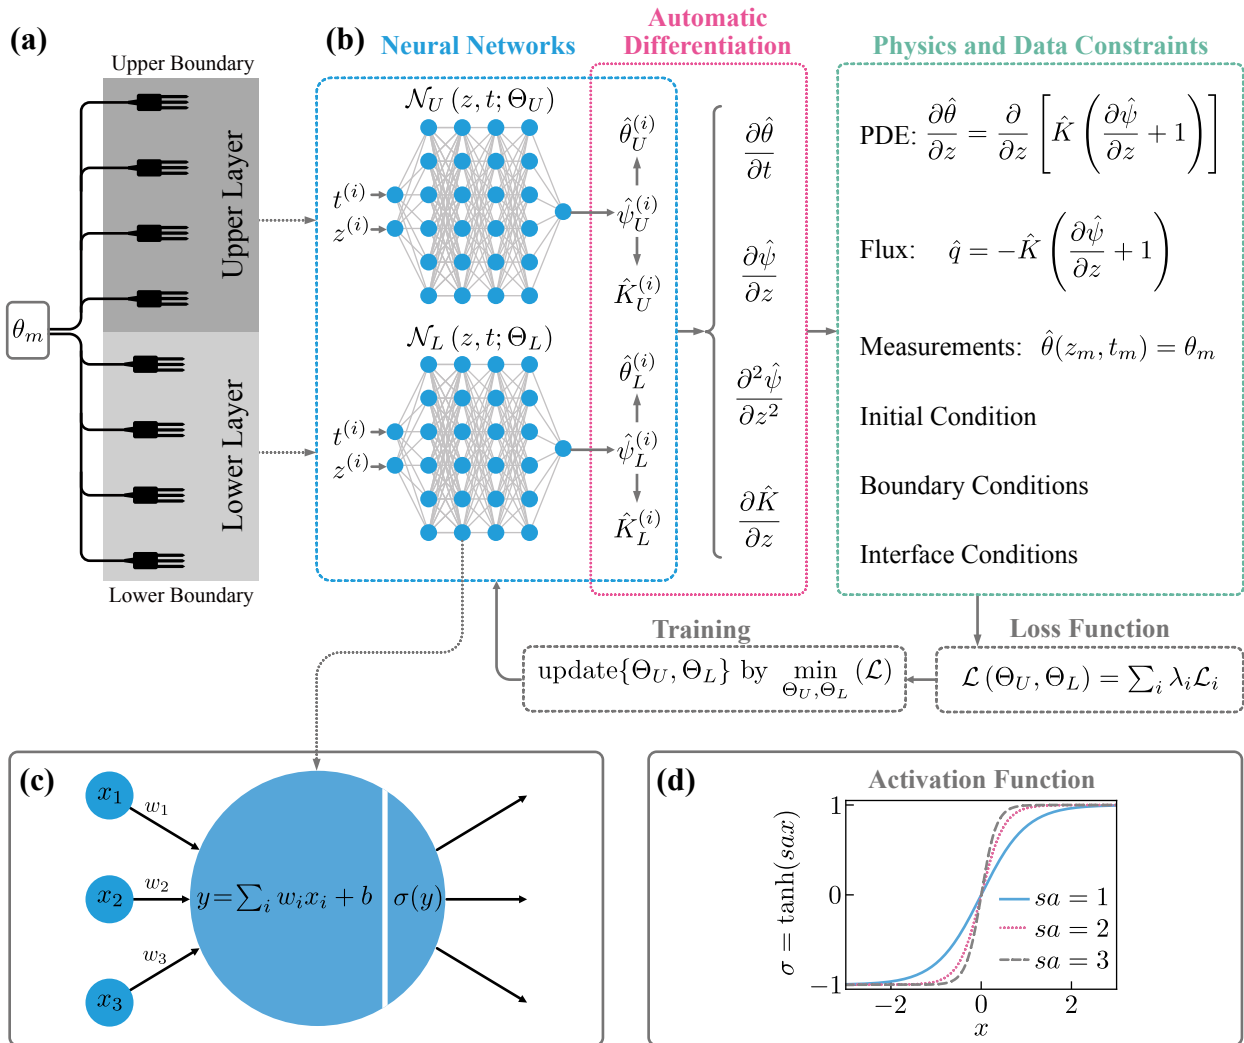 (a)
Upper Boundary
Upper Layer
θ_m
Lower Layer
Lower Boundary
(b)
Neural Networks
Automatic
Differentiation
Physics and Data Constraints
𝒩_U (z, t; Θ_U)
t^(i)
z^(i)
θ̂_U^(i)
ψ̂_U^(i)
K̂_U^(i)
𝒩_L (z, t; Θ_L)
t^(i)
z^(i)
θ̂_L^(i)
ψ̂_L^(i)
K̂_L^(i)
∂θ̂/∂t
∂ψ̂/∂z
∂²ψ̂/∂z²
∂K̂/∂z
PDE: ∂θ̂/∂z = ∂/∂z [K̂ (∂ψ̂/∂z + 1)]
Flux: q̂ = −K̂ (∂ψ̂/∂z + 1)
Measurements: θ̂(z_m, t_m) = θ_m
Initial Condition
Boundary Conditions
Interface Conditions
Training
update{Θ_U, Θ_L} by min_{Θ_U,Θ_L} (ℒ)
Loss Function
ℒ (Θ_U, Θ_L) = ∑_i λ_i ℒ_i
(c)
x_1
w_1
x_2
w_2
x_3
w_3
y=∑_i w_i x_i + b
σ(y)
(d)
Activation Function
σ = tanh(sax)
1
0
−1
−2
0
2
x
sa = 1
sa = 2
sa = 3